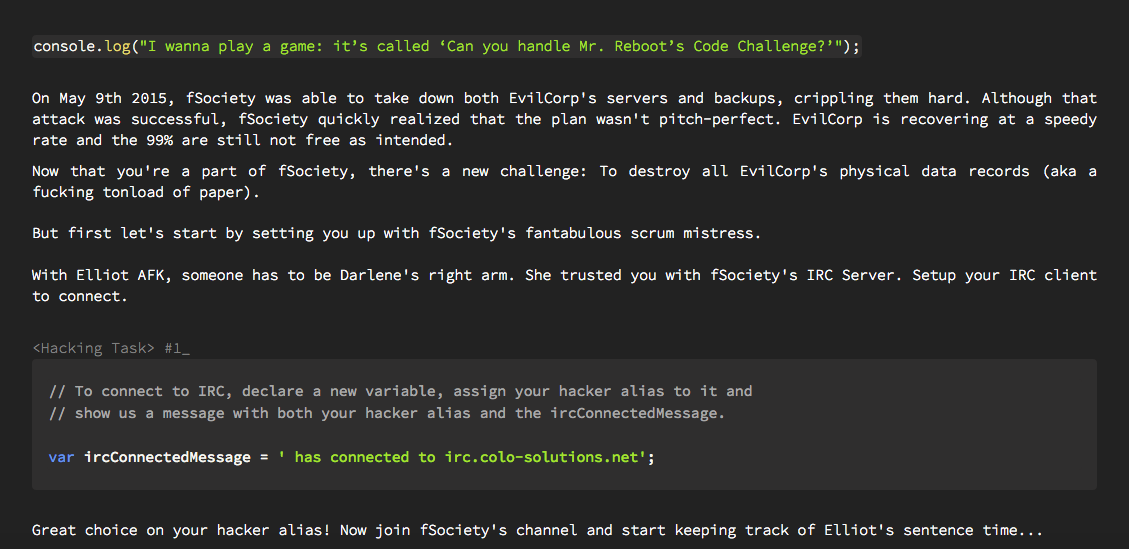 console.log("I wanna play a game: it’s called ‘Can you handle Mr. Reboot’s Code Challenge?’");
On May 9th 2015, fSociety was able to take down both EvilCorp's servers and backups, crippling them hard. Although that
attack was successful, fSociety quickly realized that the plan wasn't pitch-perfect. EvilCorp is recovering at a speedy
rate and the 99% are still not free as intended.
Now that you're a part of fSociety, there's a new challenge: To destroy all EvilCorp's physical data records (aka a
fucking tonload of paper).
But first let's start by setting you up with fSociety's fantabulous scrum mistress.
With Elliot AFK, someone has to be Darlene's right arm. She trusted you with fSociety's IRC Server. Setup your IRC client
to connect.
<Hacking Task> #1_
// To connect to IRC, declare a new variable, assign your hacker alias to it and
// show us a message with both your hacker alias and the ircConnectedMessage.
var ircConnectedMessage = ' has connected to irc.colo-solutions.net';
Great choice on your hacker alias! Now join fSociety's channel and start keeping track of Elliot's sentence time...